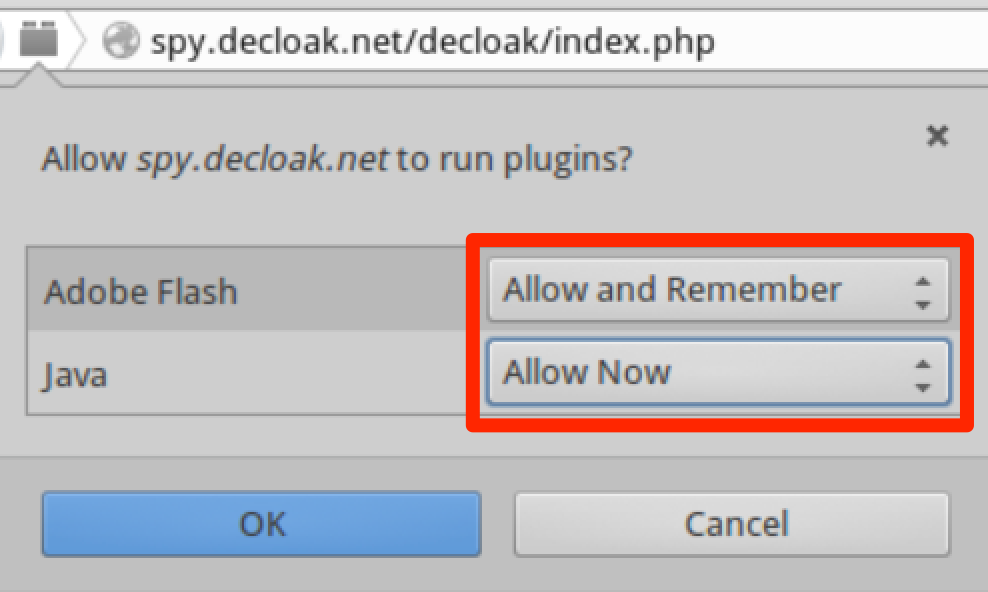 spy.decloak.net/decloak/index.php
Allow spy.decloak.net to run plugins?
Adobe Flash
Allow and Remember
Java
Allow Now
OK
Cancel